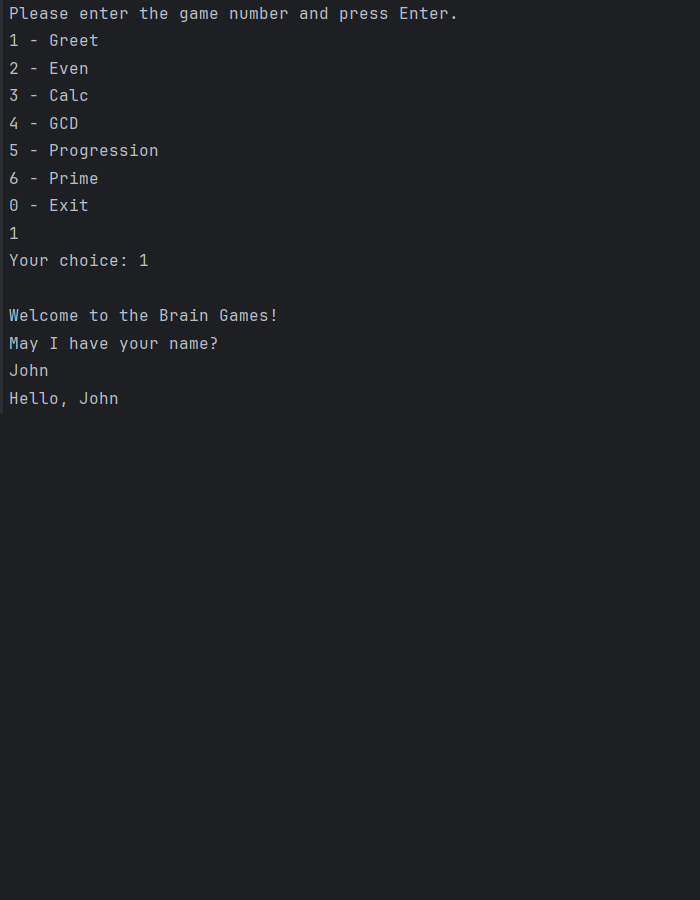 Please enter the game number and press Enter.
1 - Greet
2 - Even
3 - Calc
4 - GCD
5 - Progression
6 - Prime
0 - Exit
1
Your choice: 1
Welcome to the Brain Games!
May I have your name?
John
Hello, John